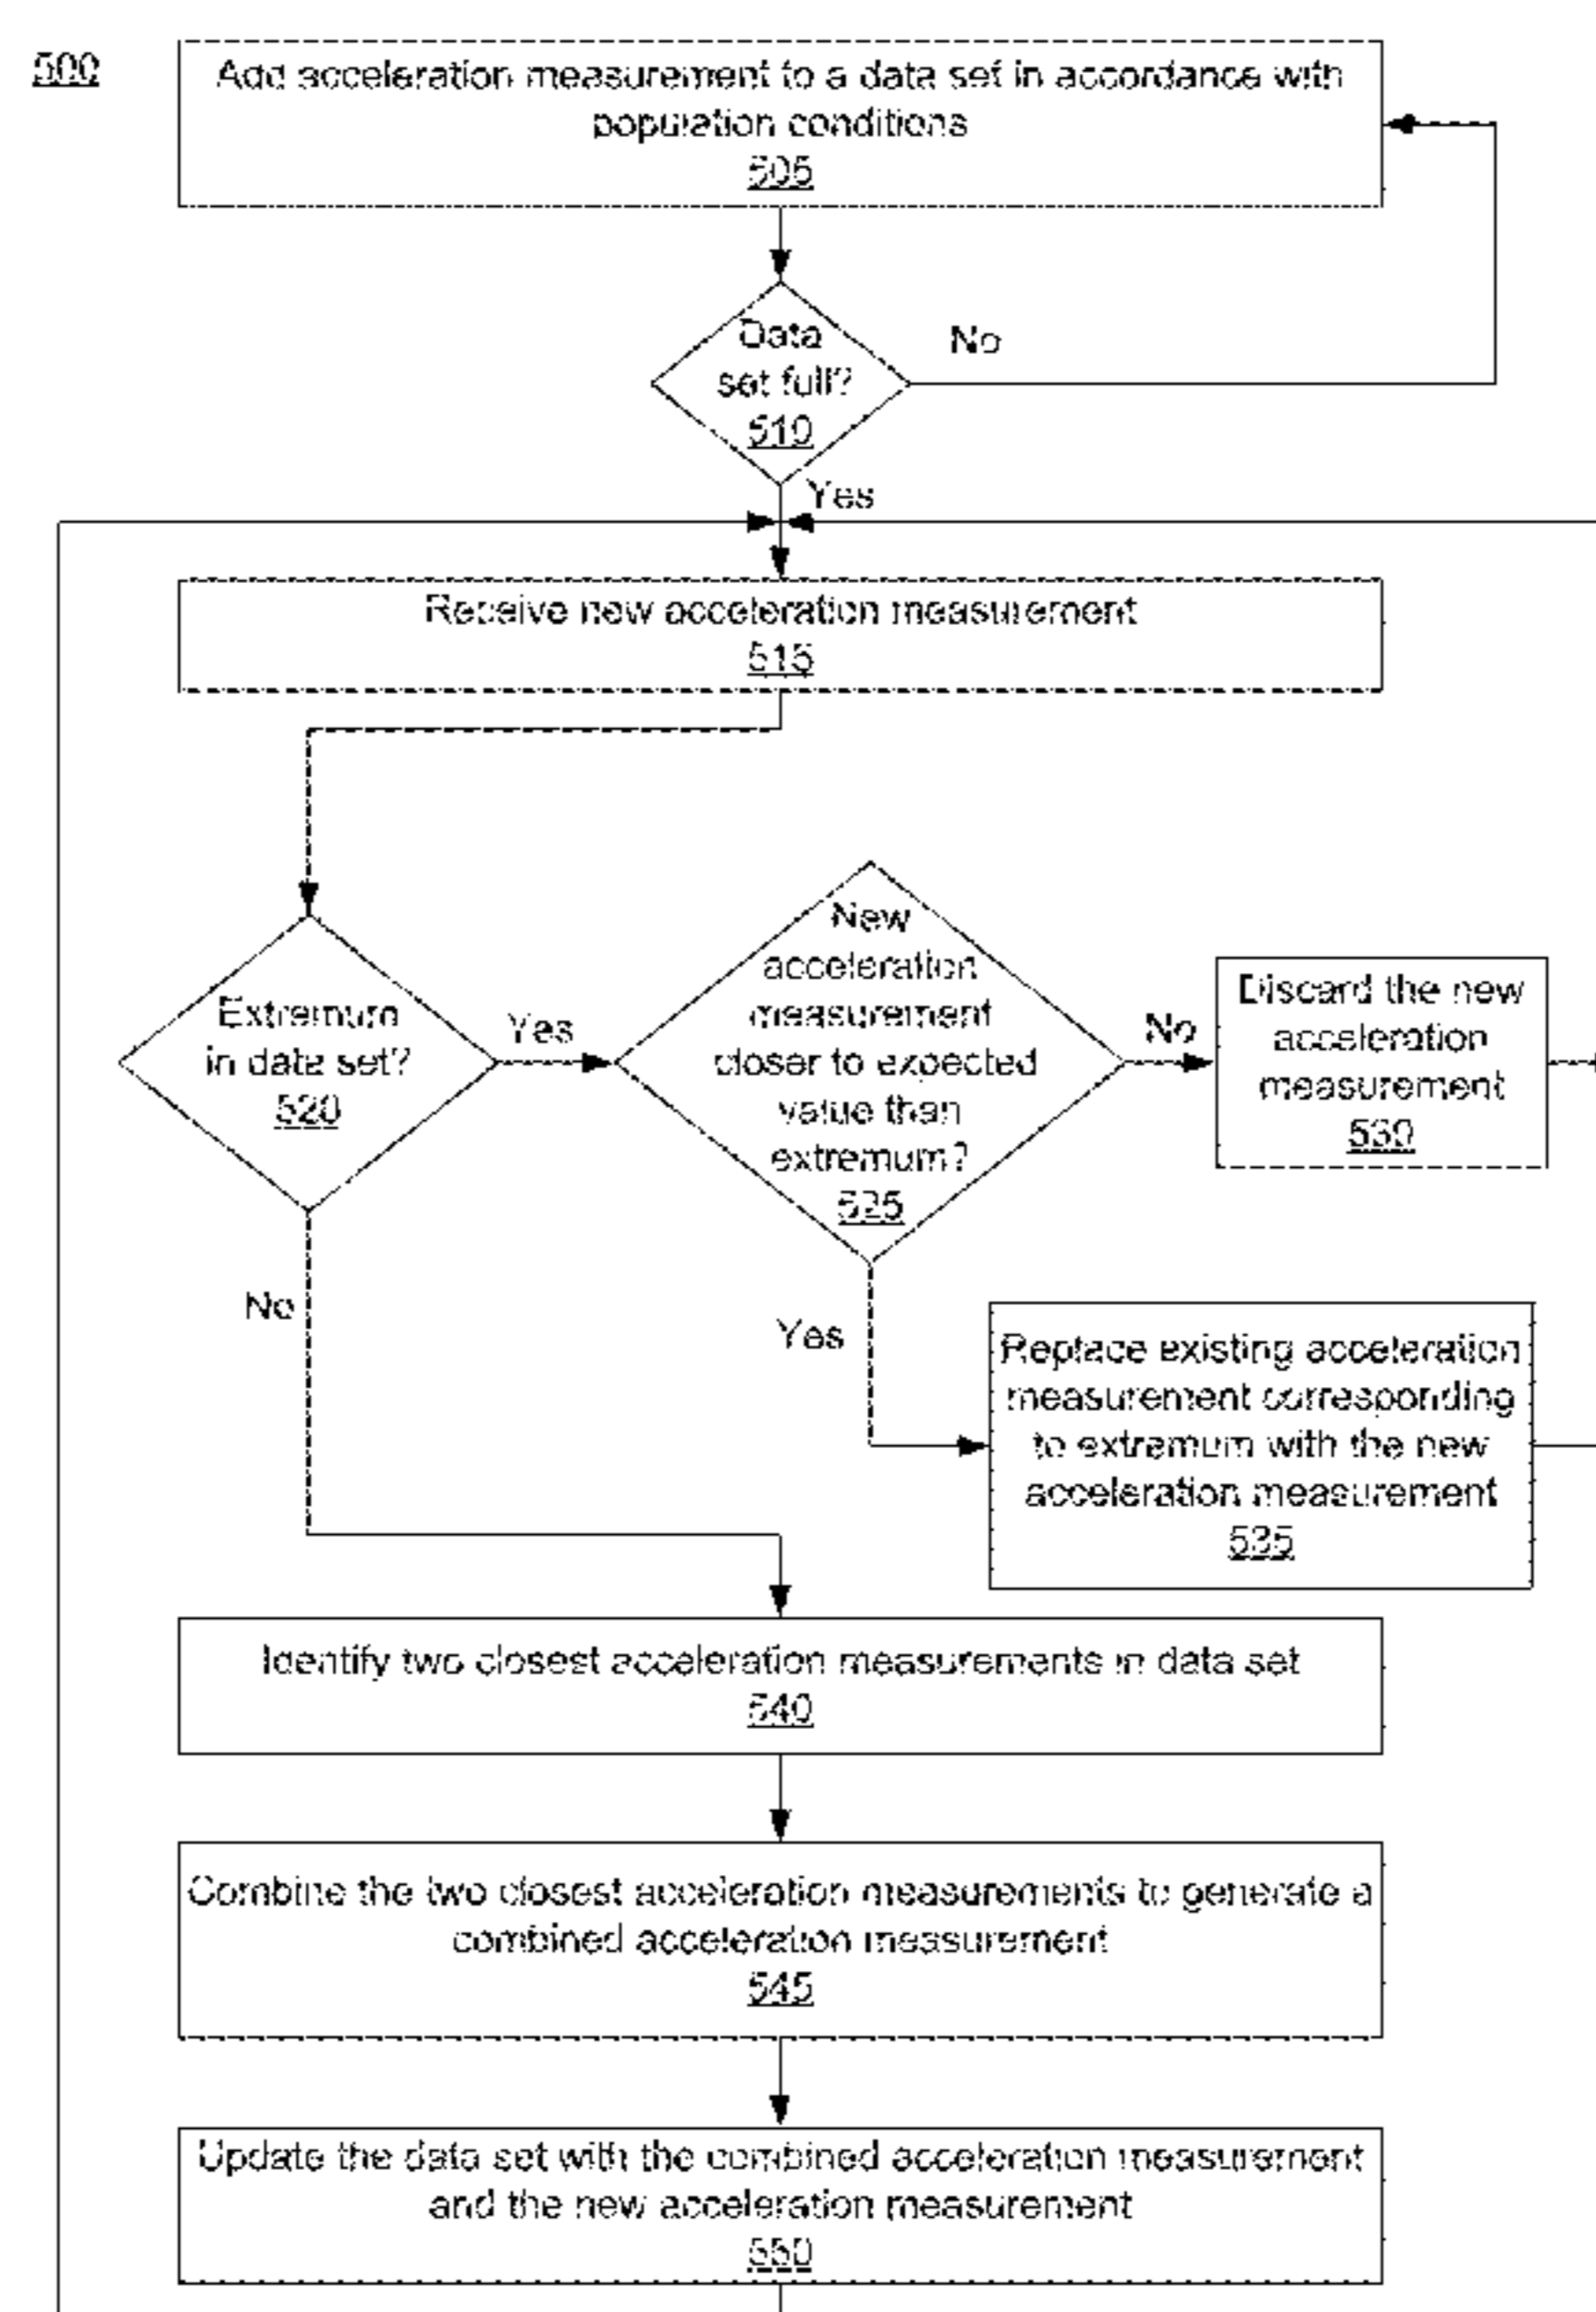 500
Add acceleration measurement to a data set in accordance with
population conditions
505
Data
set full?
510
No
Yes
Receive new acceleration measurement
515
Extremum
in data set?
520
Yes
New
acceleration
measurement
closer to expected
value than
extremum?
525
No
Discard the new
acceleration
measurement
530
No
Yes
Replace existing acceleration
measurement corresponding
to extremum with the new
acceleration measurement
535
Identify two closest acceleration measurements in data set
540
Combine the two closest acceleration measurements to generate a
combined acceleration measurement
545
Update the data set with the combined acceleration measurement
and the new acceleration measurement
550